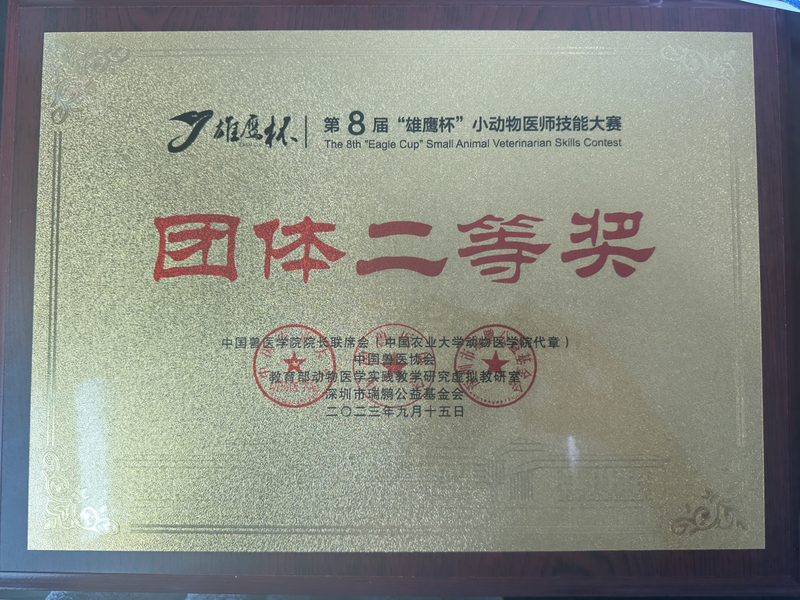 雄鹰杯
第8届“雄鹰杯”小动物医师技能大赛
The 8th "Eagle Cup" Small Animal Veterinarian Skills Contest
团体二等奖
中国兽医学院院长联席会（中国农业大学动物医学院代章）
中国兽医协会
教育部动物医学实践教学研究虚拟教研室
深圳市瑞鹏公益基金会
二〇二三年九月十五日